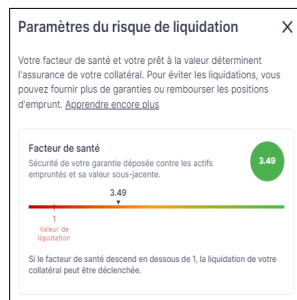 Paramètres du risque de liquidation
X
Votre facteur de santé et votre prêt à la valeur déterminent
l'assurance de votre collatéral. Pour éviter les liquidations, vous
pouvez fournir plus de garanties ou rembourser les positions
d'emprunt. Apprendre encore plus
Facteur de santé
Sécurité de votre garantie déposée contre les actifs
empruntés et sa valeur sous-jacente.
3.49
3.49
1
Valeur de
liquidation
Si le facteur de santé descend en dessous de 1, la liquidation de votre
collatéral peut être déclenchée.